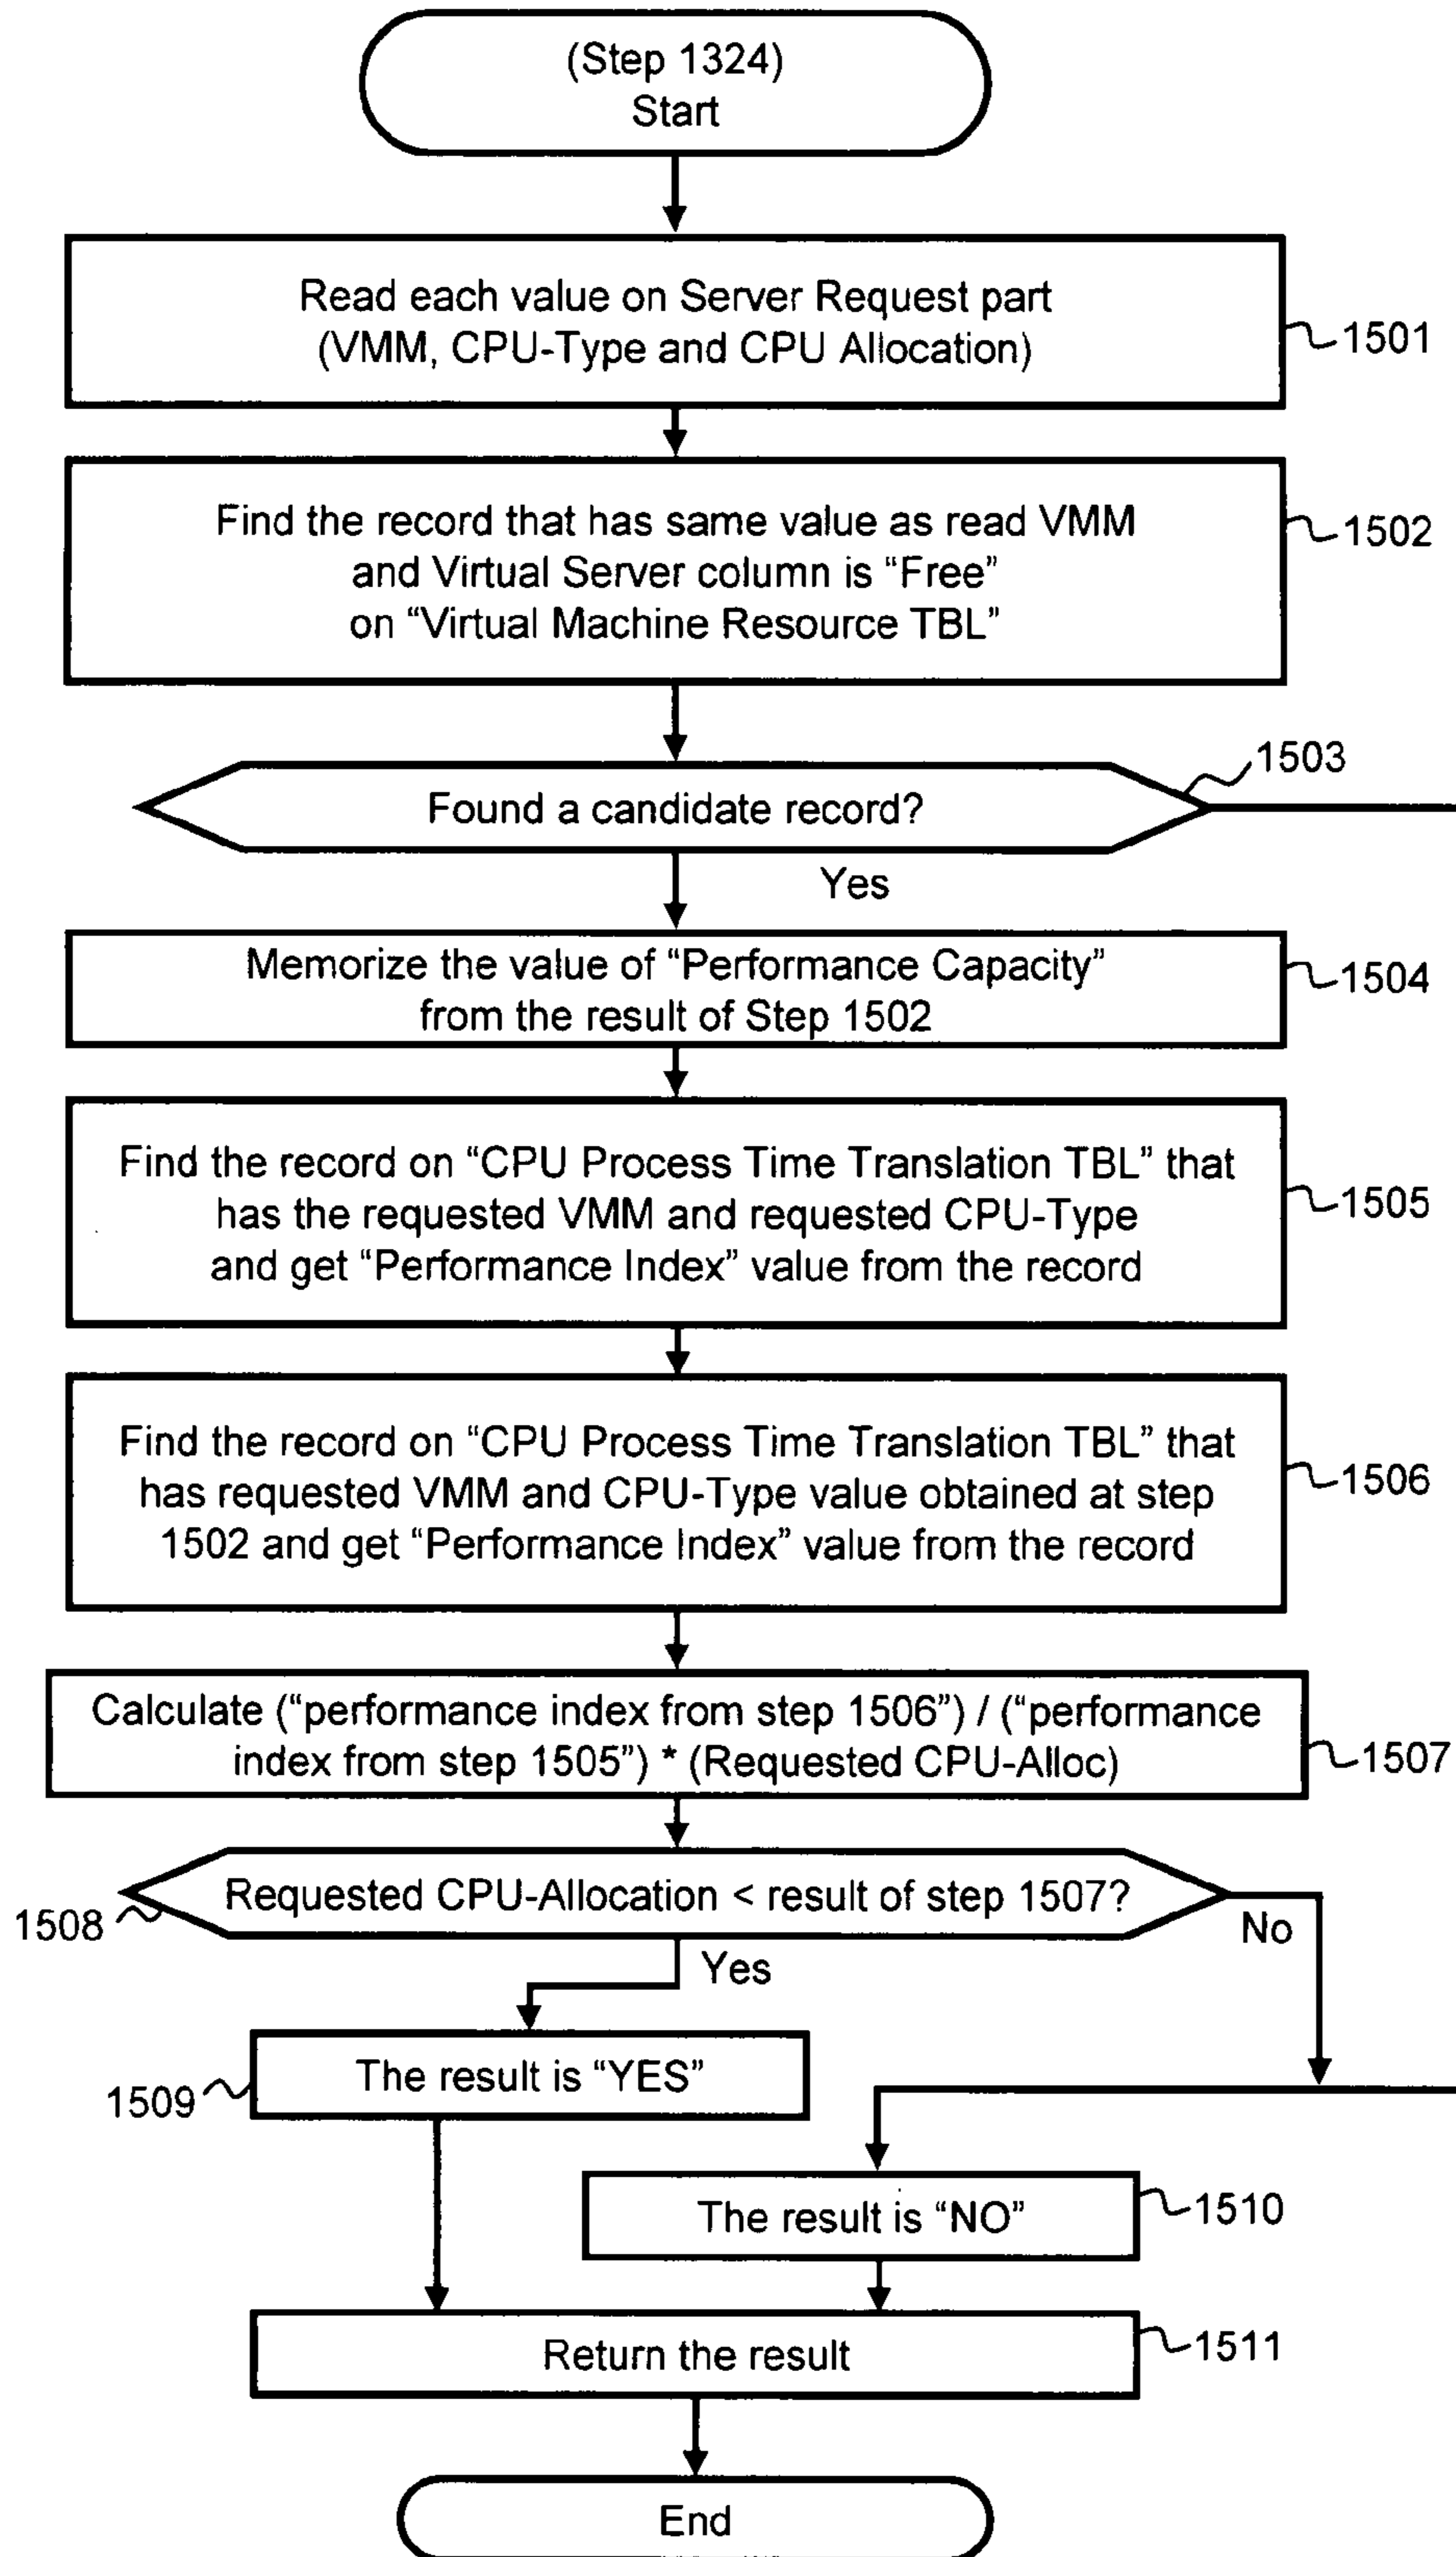 (Step 1324)
Start
Read each value on Server Request part
(VMM, CPU-Type and CPU Allocation)
1501
Find the record that has same value as read VMM
and Virtual Server column is “Free”
on “Virtual Machine Resource TBL”
1502
1503
Found a candidate record?
Yes
Memorize the value of “Performance Capacity”
from the result of Step 1502
1504
Find the record on “CPU Process Time Translation TBL” that
has the requested VMM and requested CPU-Type
and get “Performance Index” value from the record
1505
Find the record on “CPU Process Time Translation TBL” that
has requested VMM and CPU-Type value obtained at step
1502 and get “Performance Index” value from the record
1506
Calculate (“performance index from step 1506”) / (“performance
index from step 1505”) * (Requested CPU-Alloc)
1507
Requested CPU-Allocation < result of step 1507?
1508
No
Yes
The result is “YES”
1509
The result is “NO”
1510
Return the result
1511
End